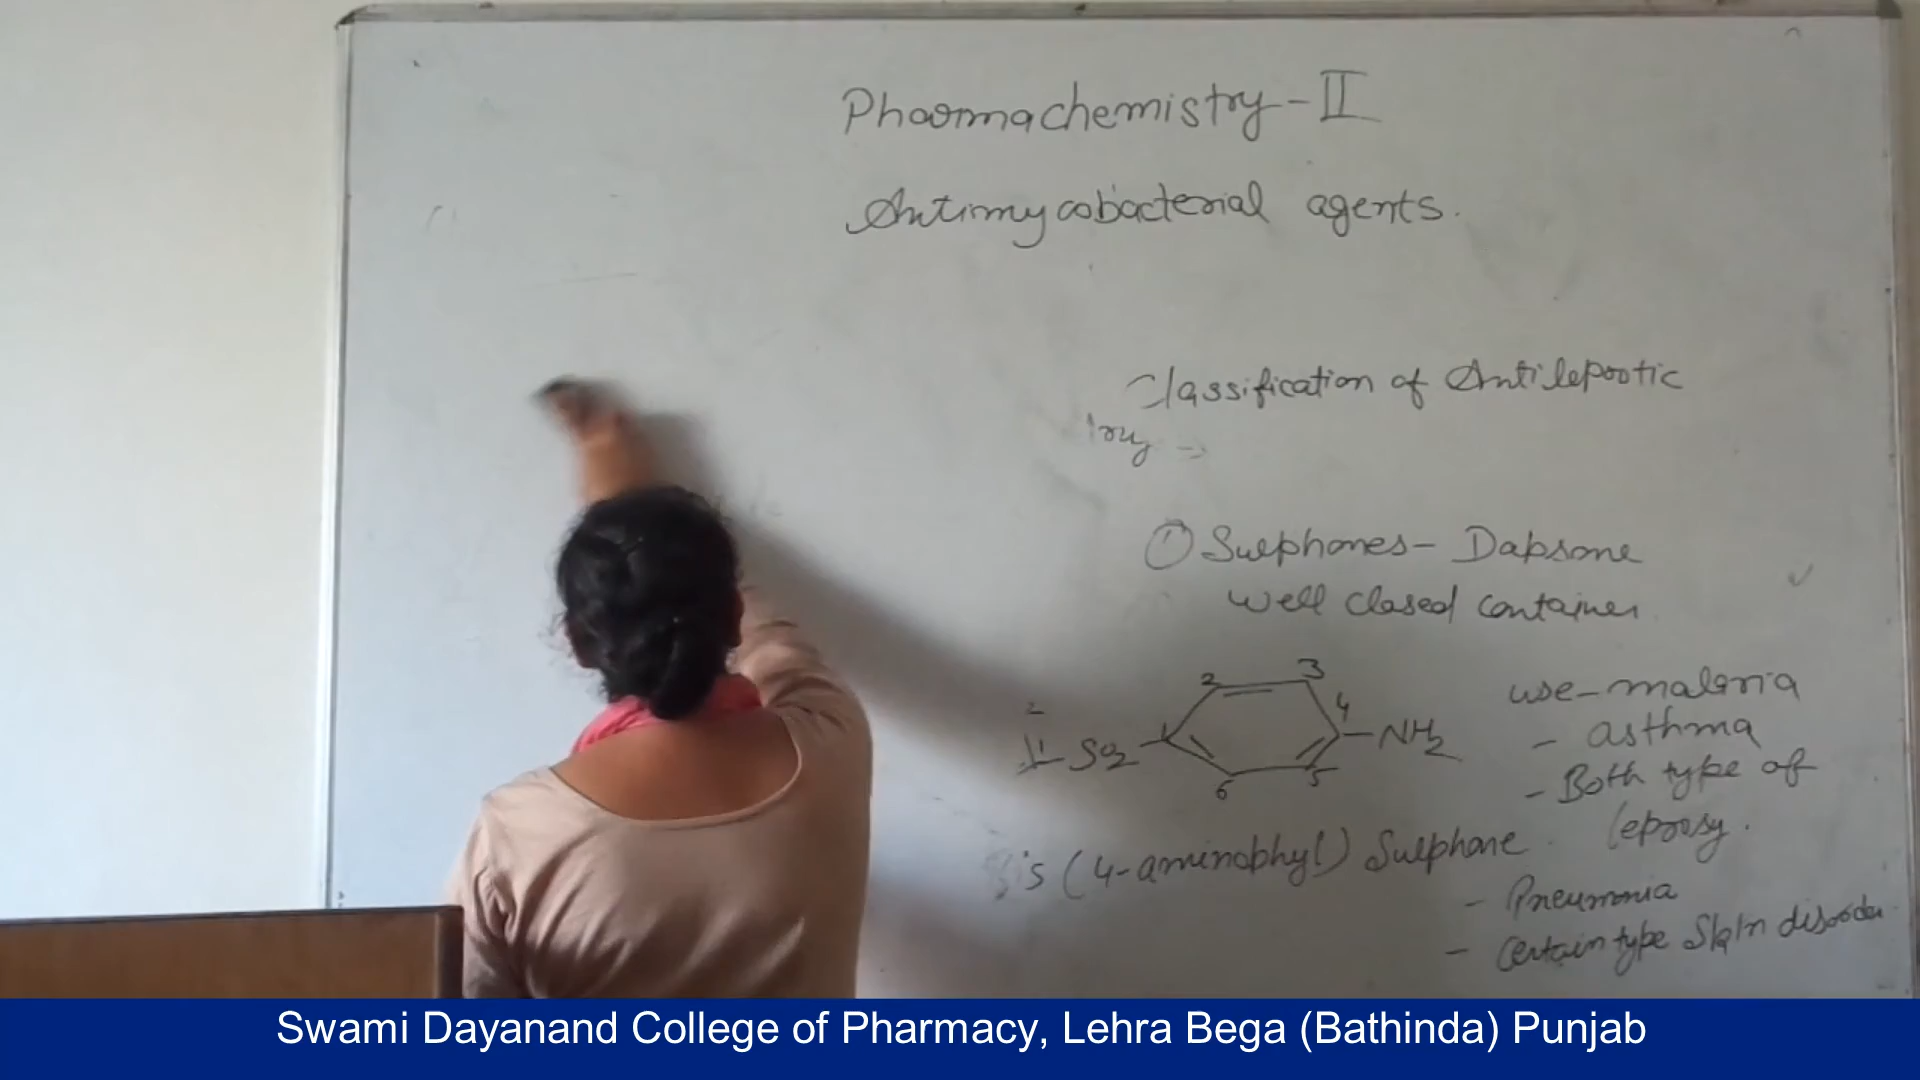 Pharmachemistry-II
Antimycobacterial agents.
Classification of Antileprotic
① Sulphones- Dapsone
Well closed container
2 3
4
SO2 -NH2
6 5
use-malaria
- asthma
- Both type of
leprosy.
is (4-aminophyl) Sulphone
- Pneumonia
- Certain type Skin disorder
Swami Dayanand College of Pharmacy, Lehra Bega (Bathinda) Punjab